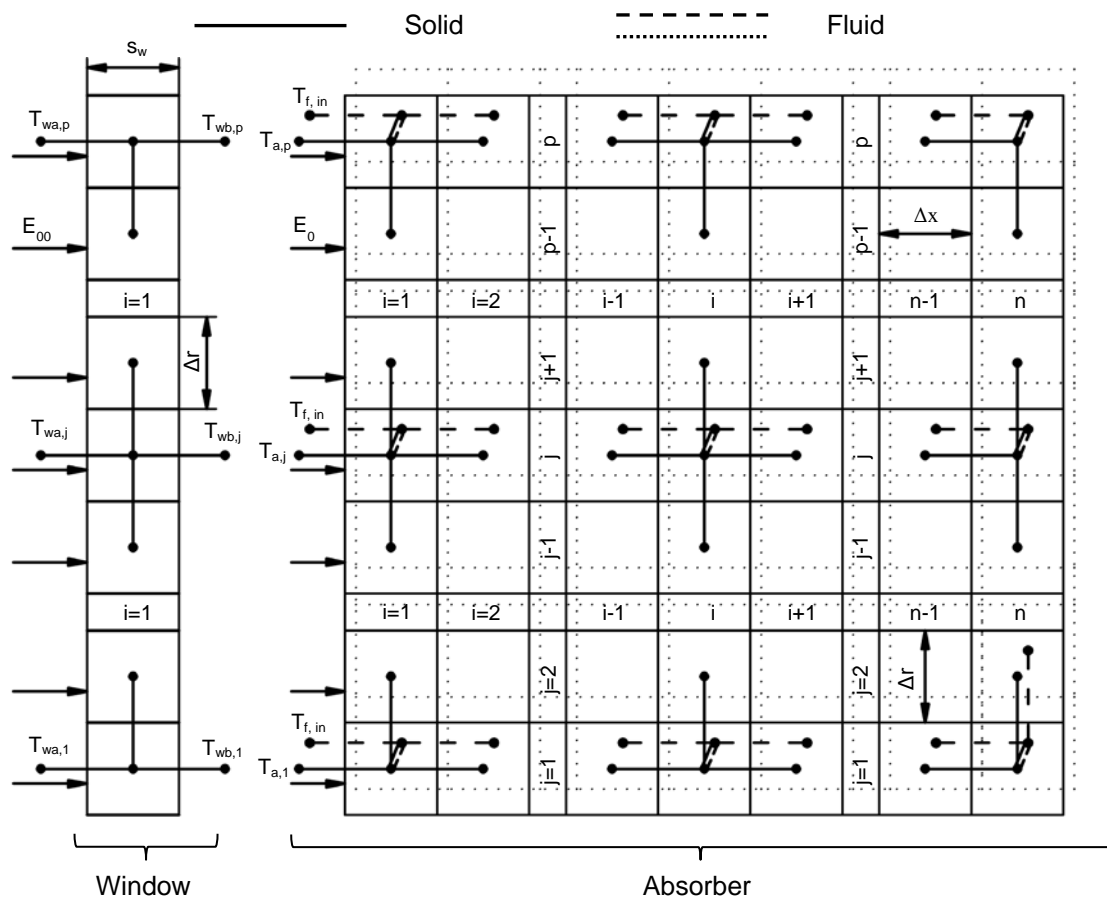 Solid Fluid
s_w
T_wa,p T_wb,p T_f, in T_a,p p p
E_00 E_0 p-1 p-1 Δx
i=1 i=1 i=2 i-1 i i+1 n-1 n
Δr j+1 j+1
T_wa,j T_wb,j T_f, in T_a,j j j
j-1 j-1
i=1 i=1 i=2 i-1 i i+1 n-1 n
j=2 j=2 Δr
T_wa,1 T_wb,1 T_f, in T_a,1 j=1 j=1
Window Absorber